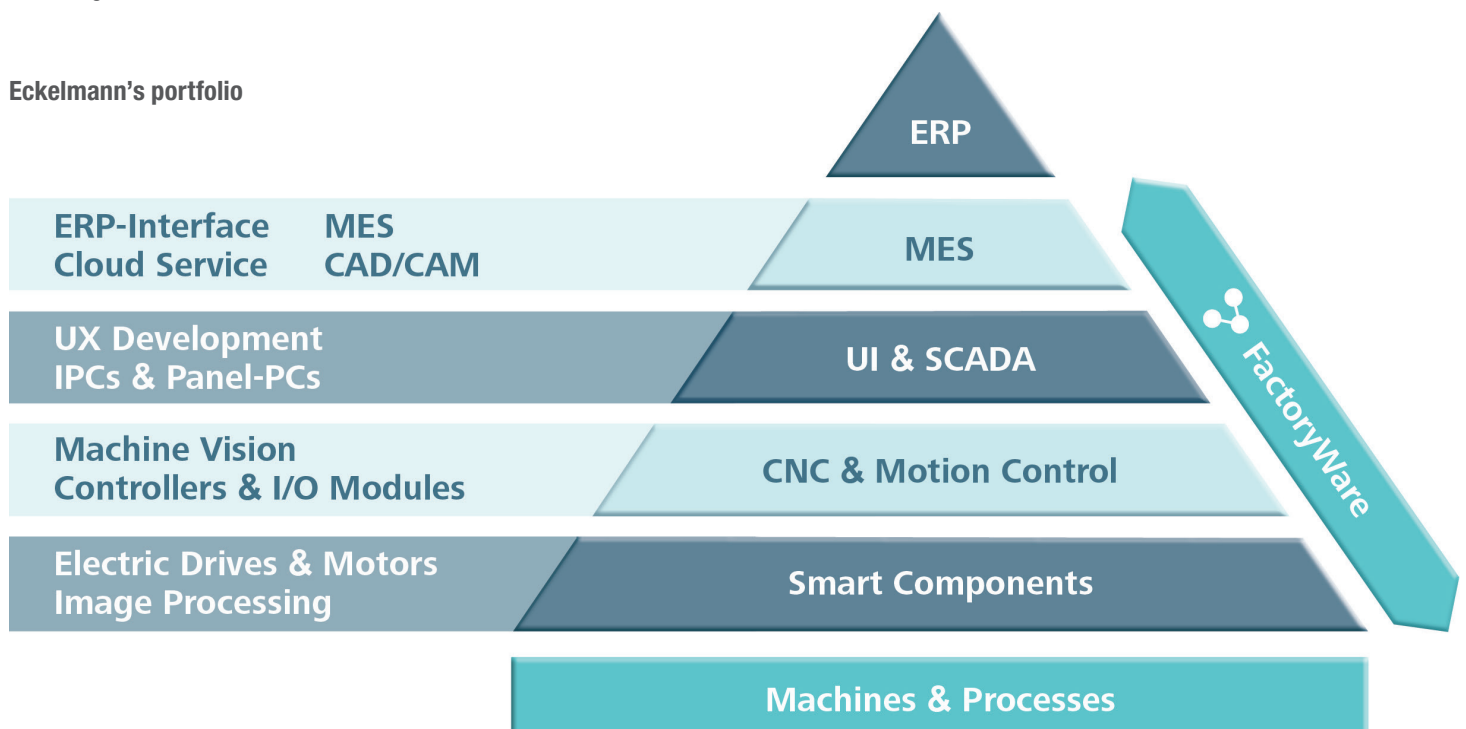 Eckelmann's portfolio
ERP
ERP-Interface MES
Cloud Service CAD/CAM
MES
UX Development
IPCs & Panel-PCs
UI & SCADA
Machine Vision
Controllers & I/O Modules
CNC & Motion Control
Electric Drives & Motors
Image Processing
Smart Components
FactoryWare
Machines & Processes